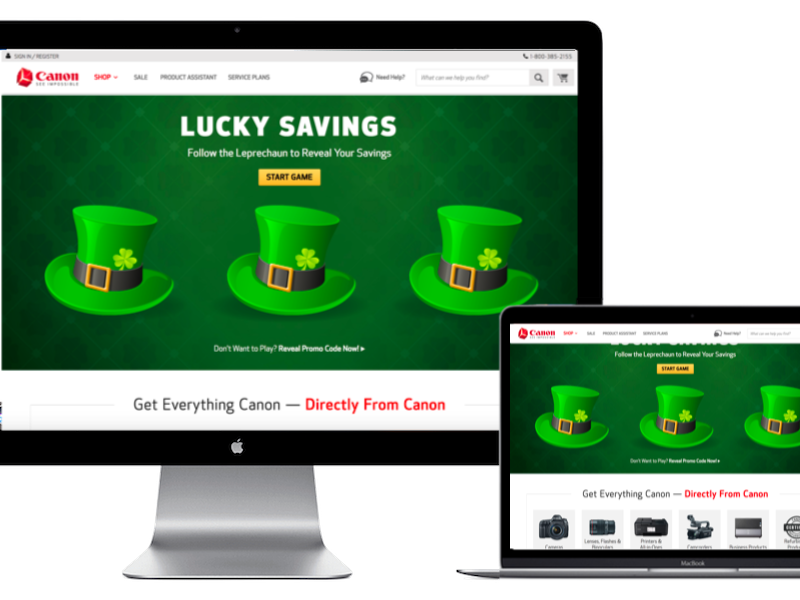 SIGN IN / REGISTER
1-800-385-2155
Canon
SEE IMPOSSIBLE
SHOP
SALE
PRODUCT ASSISTANT
SERVICE PLANS
Need Help?
What can we help you find?
LUCKY SAVINGS
Follow the Leprechaun to Reveal Your Savings
START GAME
Don't Want to Play? Reveal Promo Code Now!
Get Everything Canon — Directly From Canon
Canon
SHOP
SALE
PRODUCT ASSISTANT
SERVICE PLANS
Need Help?
What can we help you find?
LUCKY SAVINGS
Follow the Leprechaun to Reveal Your Savings
START GAME
Don't Want to Play? Reveal Promo Code Now!
Get Everything Canon — Directly From Canon
Cameras
Lenses, Flashes &
Printers &
All-in-Ones
Camcorders
Business Products
MacBook